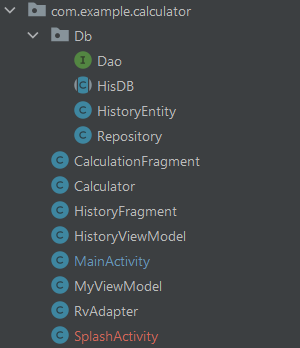 com.example.calculator
Db
I Dao
C HisDB
C HistoryEntity
C Repository
C CalculationFragment
C Calculator
C HistoryFragment
C HistoryViewModel
C MainActivity
C MyViewModel
C RvAdapter
C SplashActivity